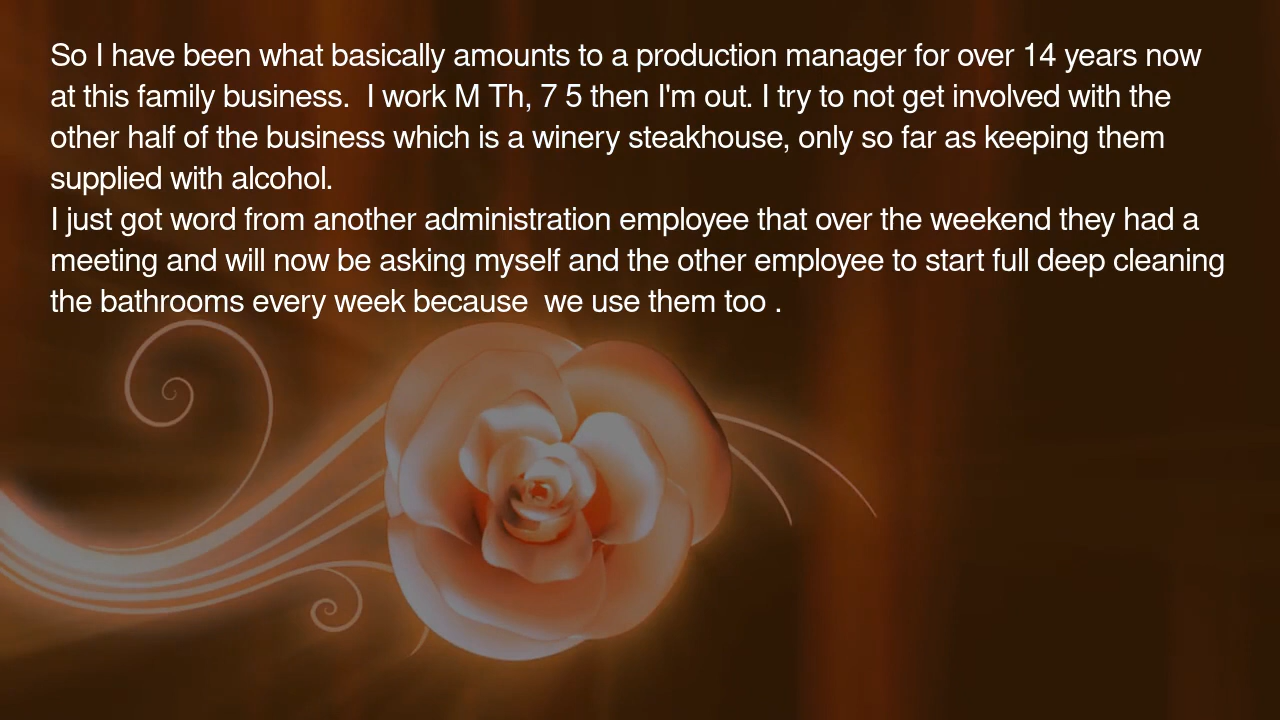 So I have been what basically amounts to a production manager for over 14 years now
at this family business.  I work M Th, 7 5 then I'm out. I try to not get involved with the
other half of the business which is a winery steakhouse, only so far as keeping them
supplied with alcohol.
I just got word from another administration employee that over the weekend they had a
meeting and will now be asking myself and the other employee to start full deep cleaning
the bathrooms every week because  we use them too .